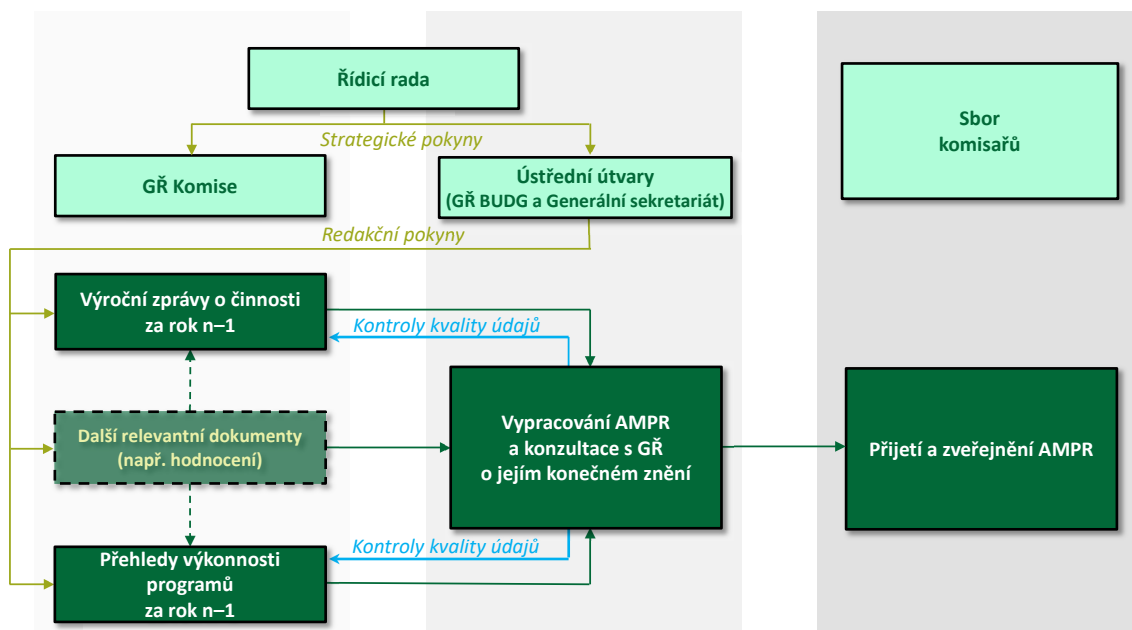 Řídicí rada
Sbor
komisařů
Strategické pokyny
GŘ Komise
Ústřední útvary
(GŘ BUDG a Generální sekretariát)
Redakční pokyny
Výroční zprávy o činnosti
za rok n–1
Kontroly kvality údajů
Další relevantní dokumenty
(např. hodnocení)
Vypracování AMPR
a konzultace s GŘ
o jejím konečném znění
Přijetí a zveřejnění AMPR
Kontroly kvality údajů
Přehledy výkonnosti
programů
za rok n–1